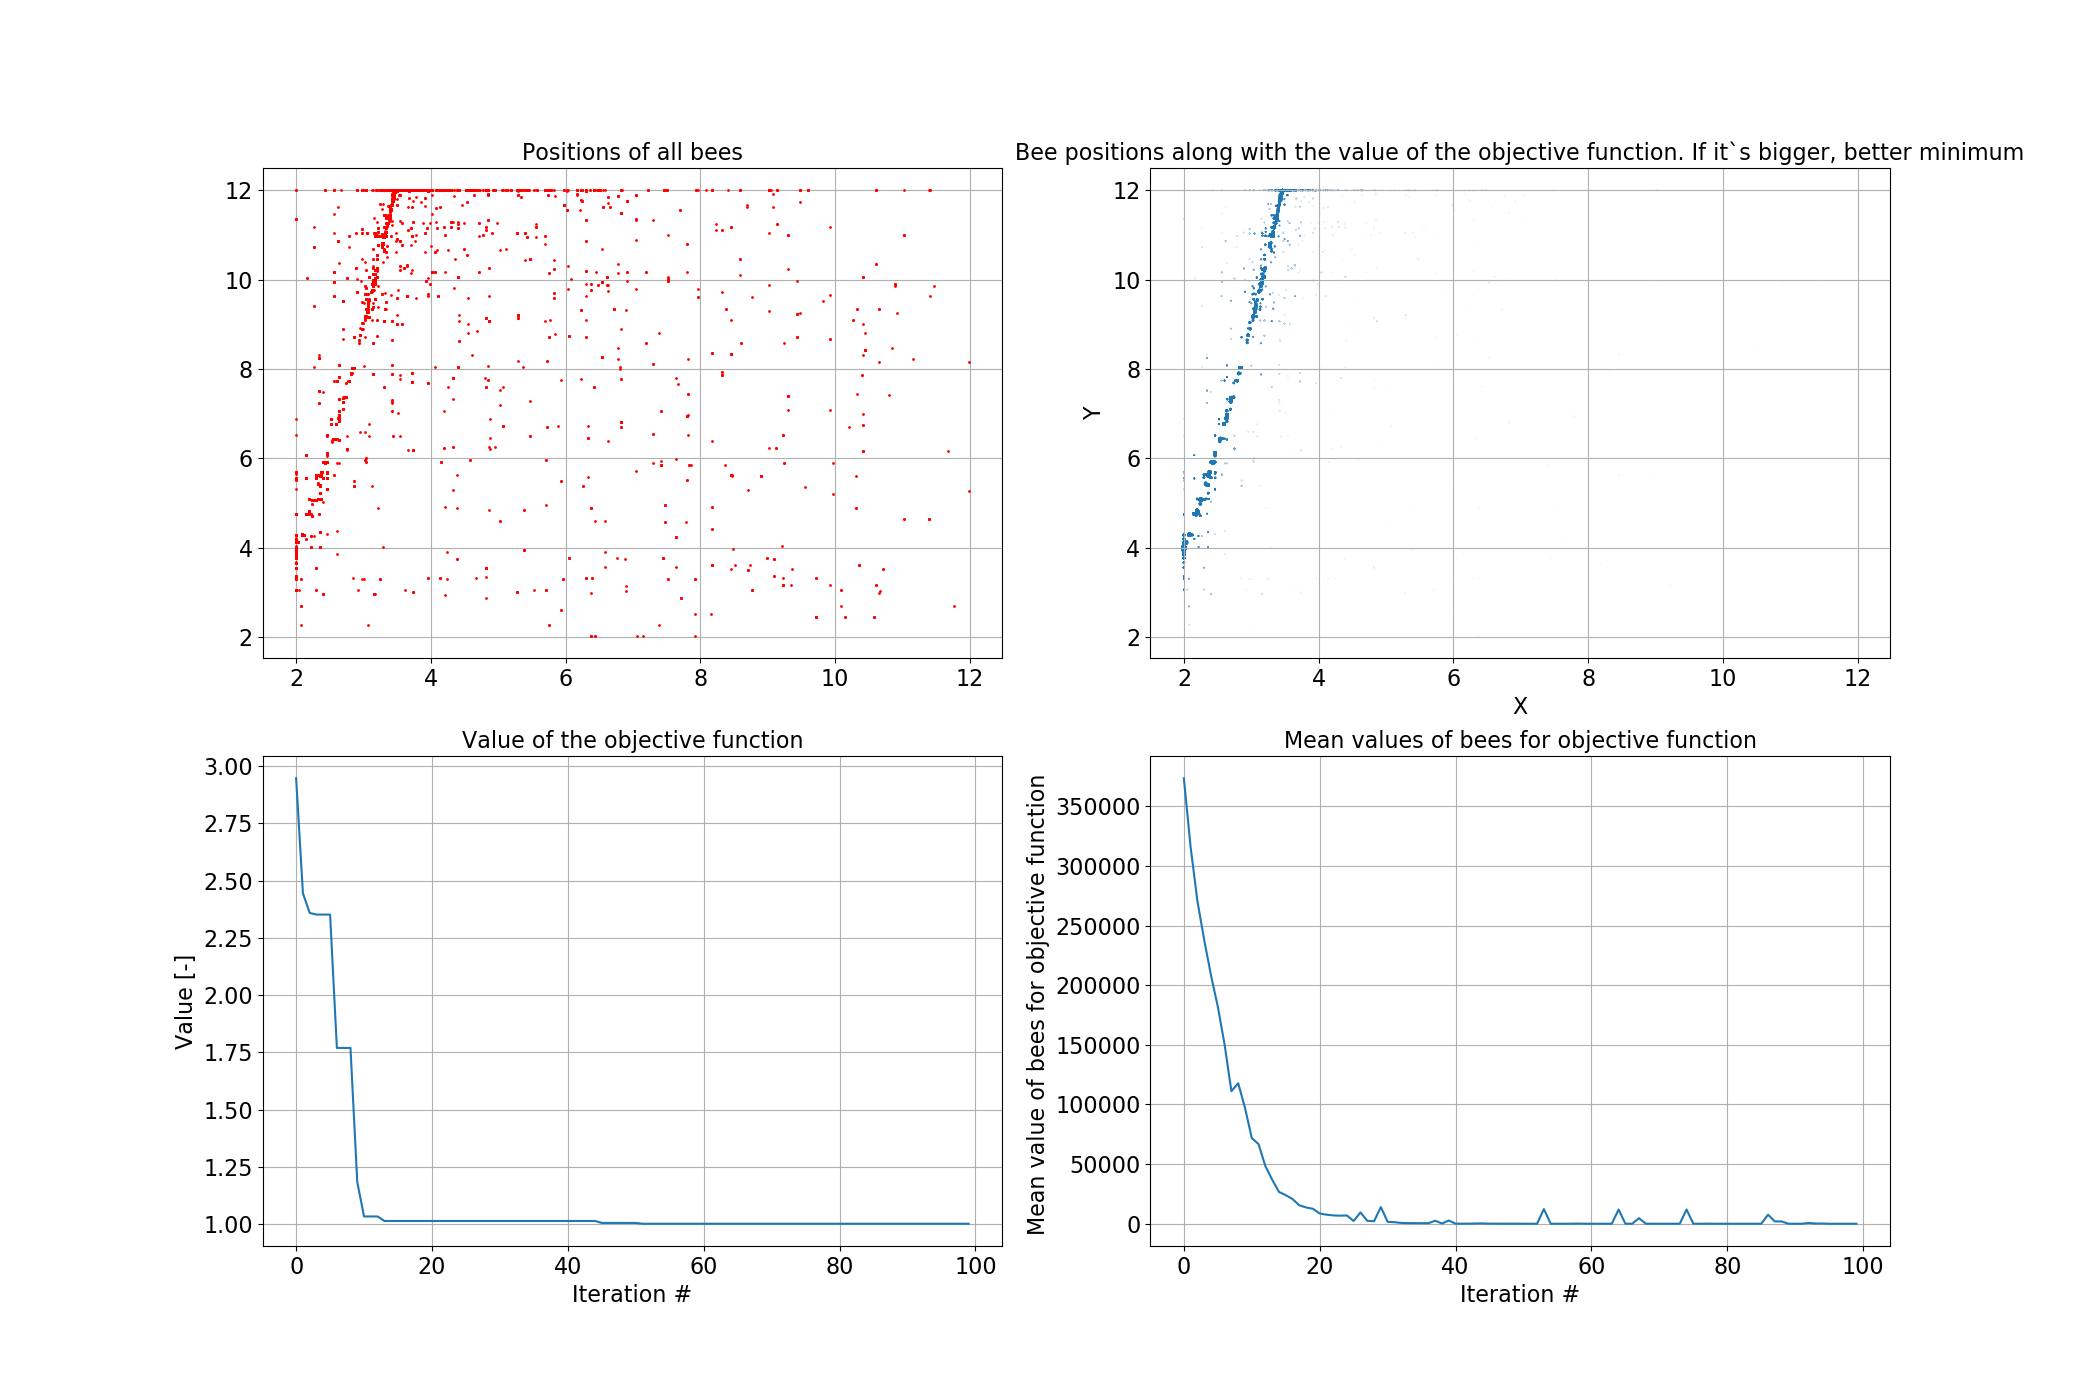 Positions of all bees
12
10
8
6
4
2
2 4 6 8 10 12
Bee positions along with the value of the objective function. If it`s bigger, better minimum
Y
12
10
8
6
4
2
2 4 6 8 10 12
X
Value of the objective function
Value [-]
3.00
2.75
2.50
2.25
2.00
1.75
1.50
1.25
1.00
0 20 40 60 80 100
Iteration #
Mean values of bees for objective function
Mean value of bees for objective function
350000
300000
250000
200000
150000
100000
50000
0
0 20 40 60 80 100
Iteration #